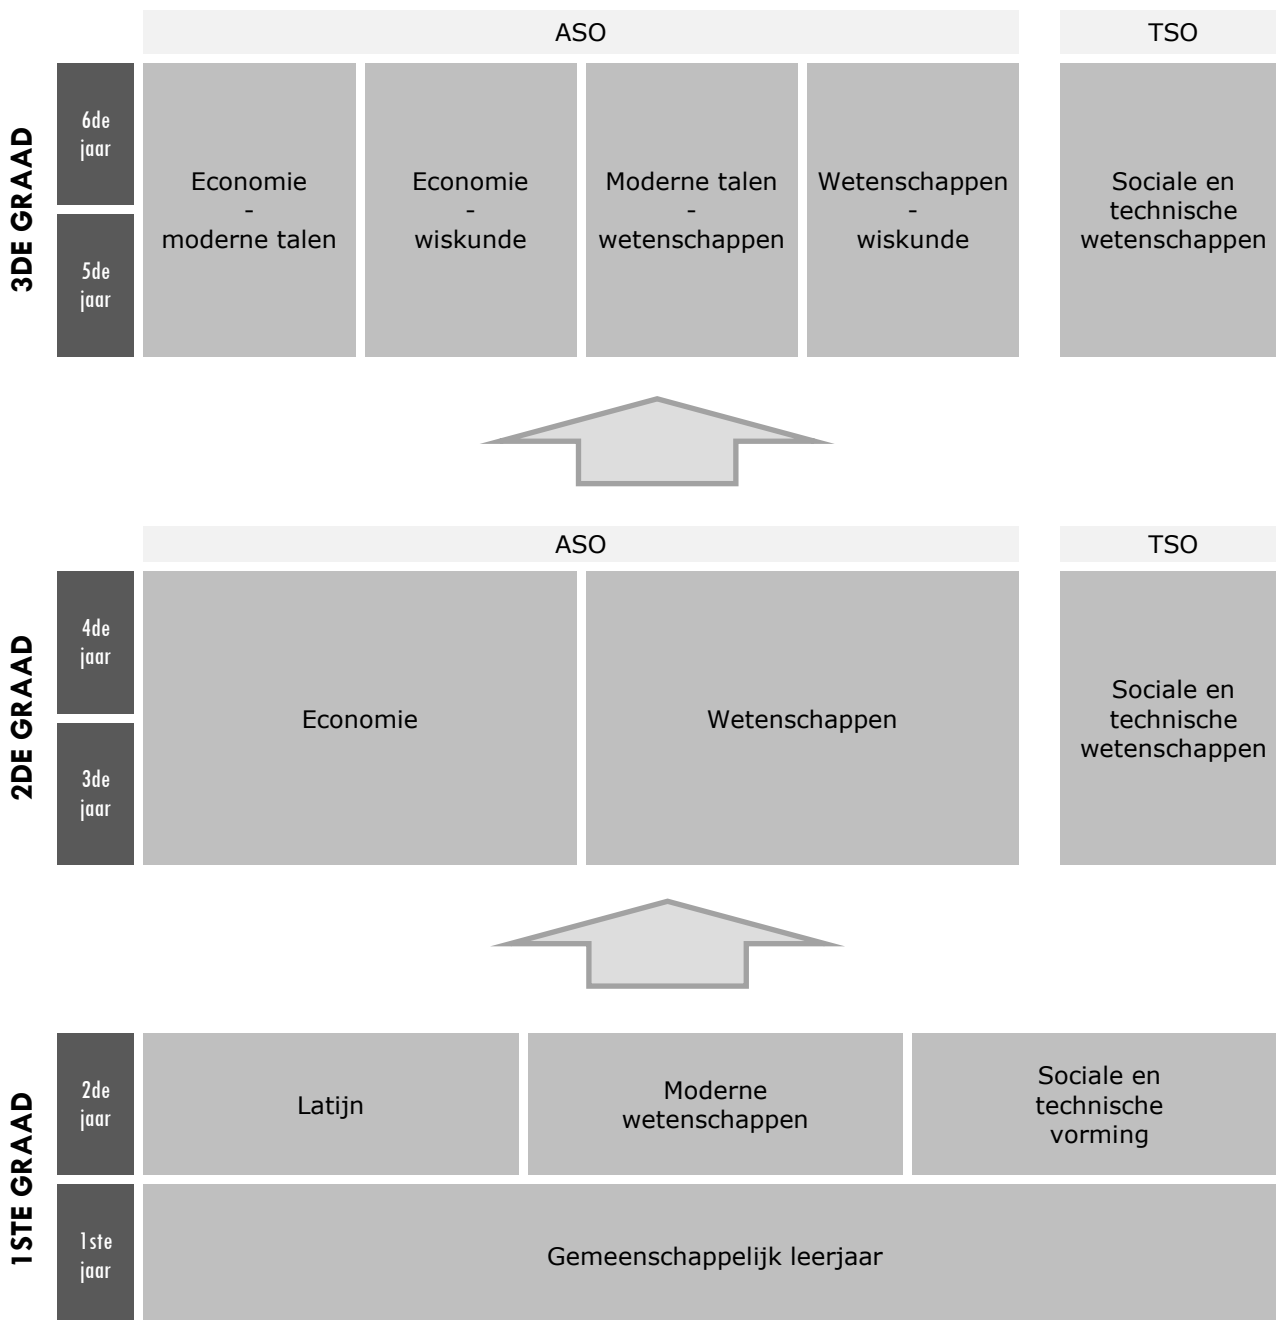 ASO
TSO
3DE GRAAD
6de
jaar
5de
jaar
Economie
-
moderne talen
Economie
-
wiskunde
Moderne talen
-
wetenschappen
Wetenschappen
-
wiskunde
Sociale en
technische
wetenschappen
ASO
TSO
2DE GRAAD
4de
jaar
3de
jaar
Economie
Wetenschappen
Sociale en
technische
wetenschappen
1STE GRAAD
2de
jaar
Latijn
Moderne
wetenschappen
Sociale en
technische
vorming
1ste
jaar
Gemeenschappelijk leerjaar